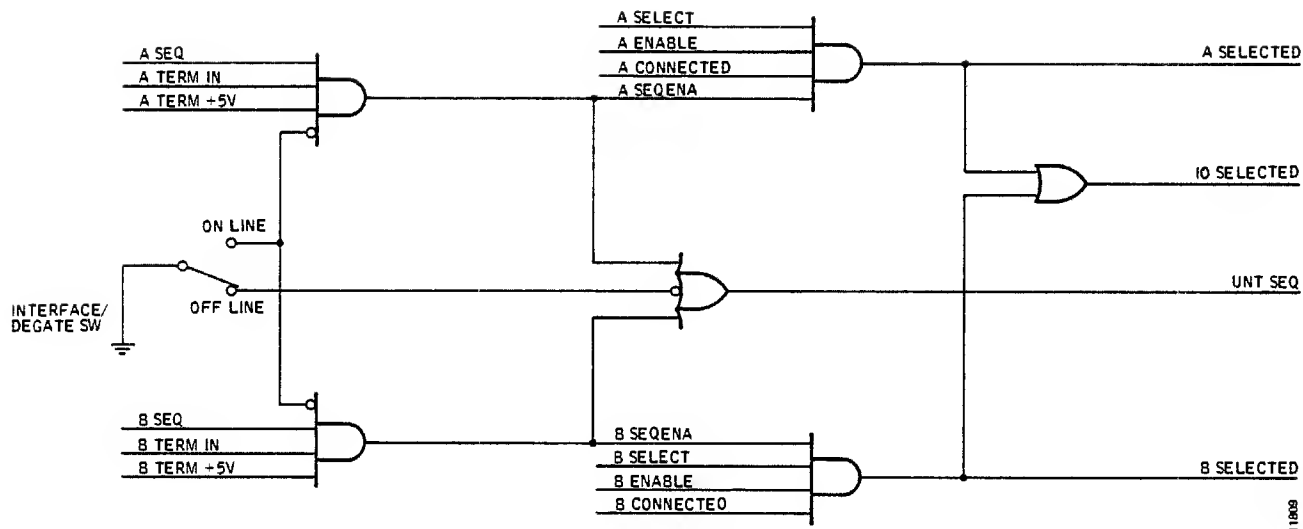 A SELECT
A ENABLE
A CONNECTED
A SEQENA
A SELECTED
A SEQ
A TERM IN
A TERM +5V
IO SELECTED
ON LINE
OFF LINE
INTERFACE/
DEGATE SW
UNT SEQ
B SEQ
B TERM IN
B TERM +5V
B SEQENA
B SELECT
B ENABLE
B CONNECTED
B SELECTED
11809